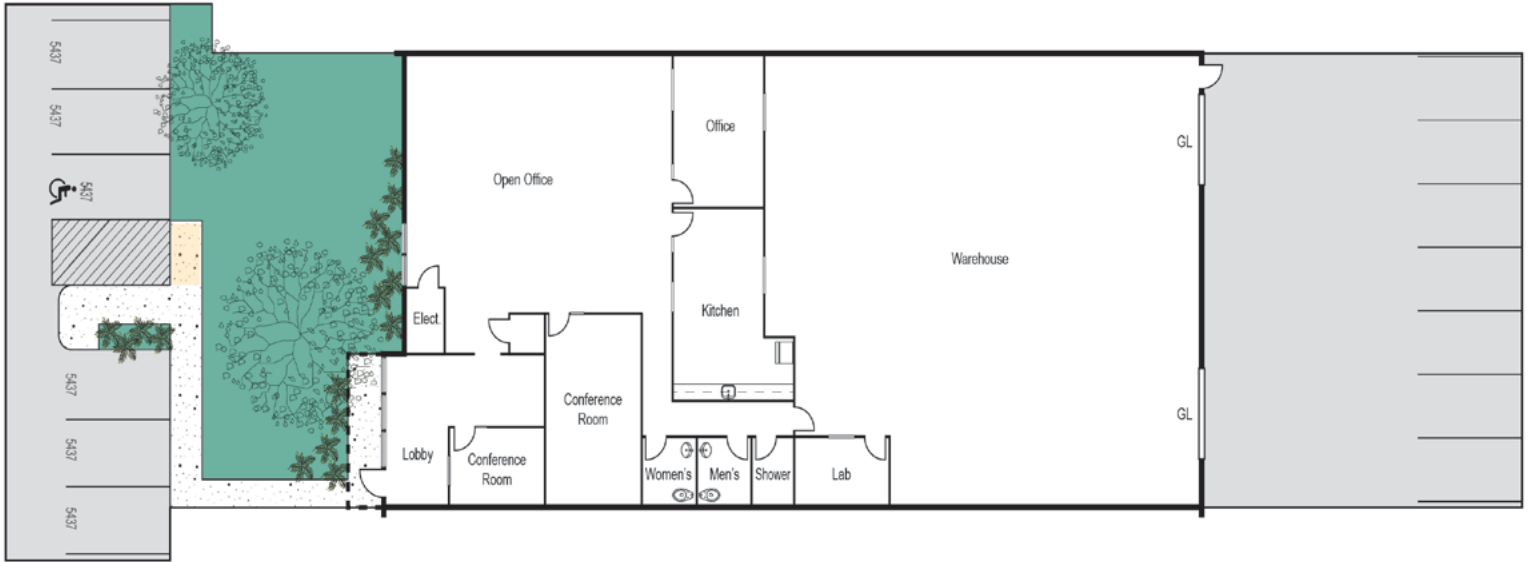 5437
5437
5437
5437
5437
5437
Open Office
Office
GL
Warehouse
Elect.
Kitchen
Conference
Room
GL
Lobby
Conference
Room
Women's
Men's
Shower
Lab